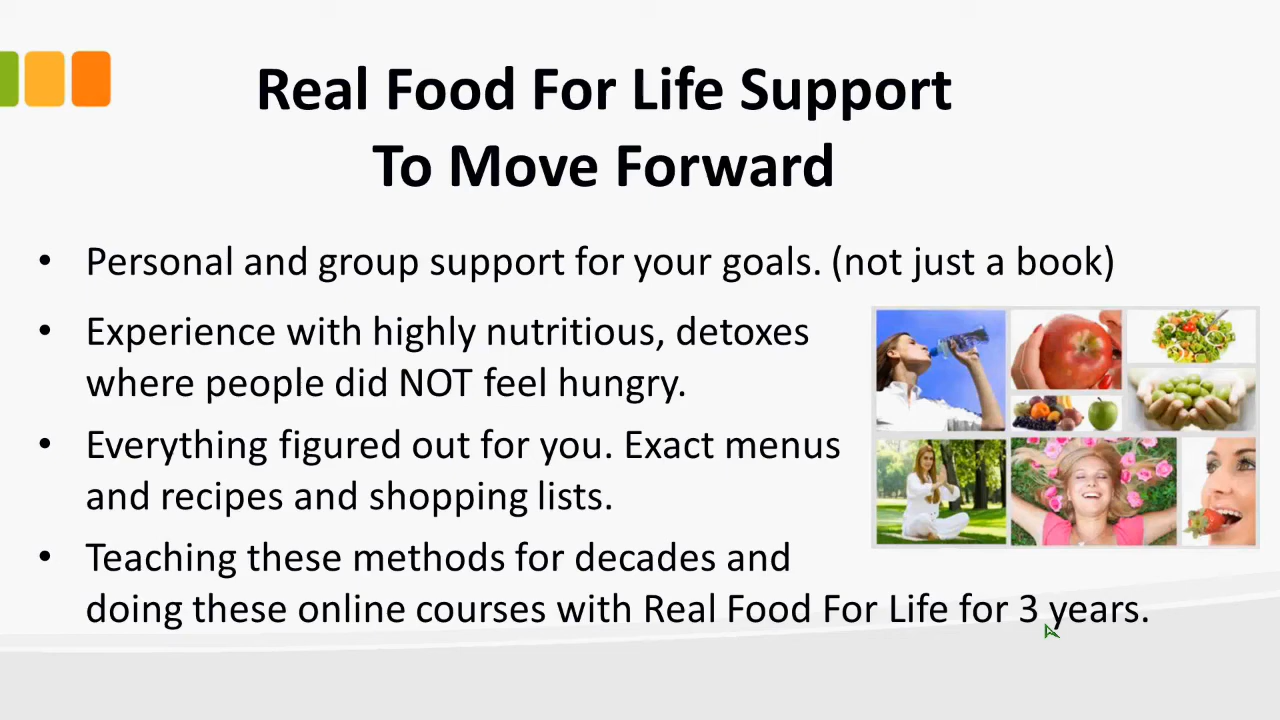 Real Food For Life Support
To Move Forward
• Personal and group support for your goals. (not just a book)
• Experience with highly nutritious, detoxes
where people did NOT feel hungry.
• Everything figured out for you. Exact menus
and recipes and shopping lists.
• Teaching these methods for decades and
doing these online courses with Real Food For Life for 3 years.